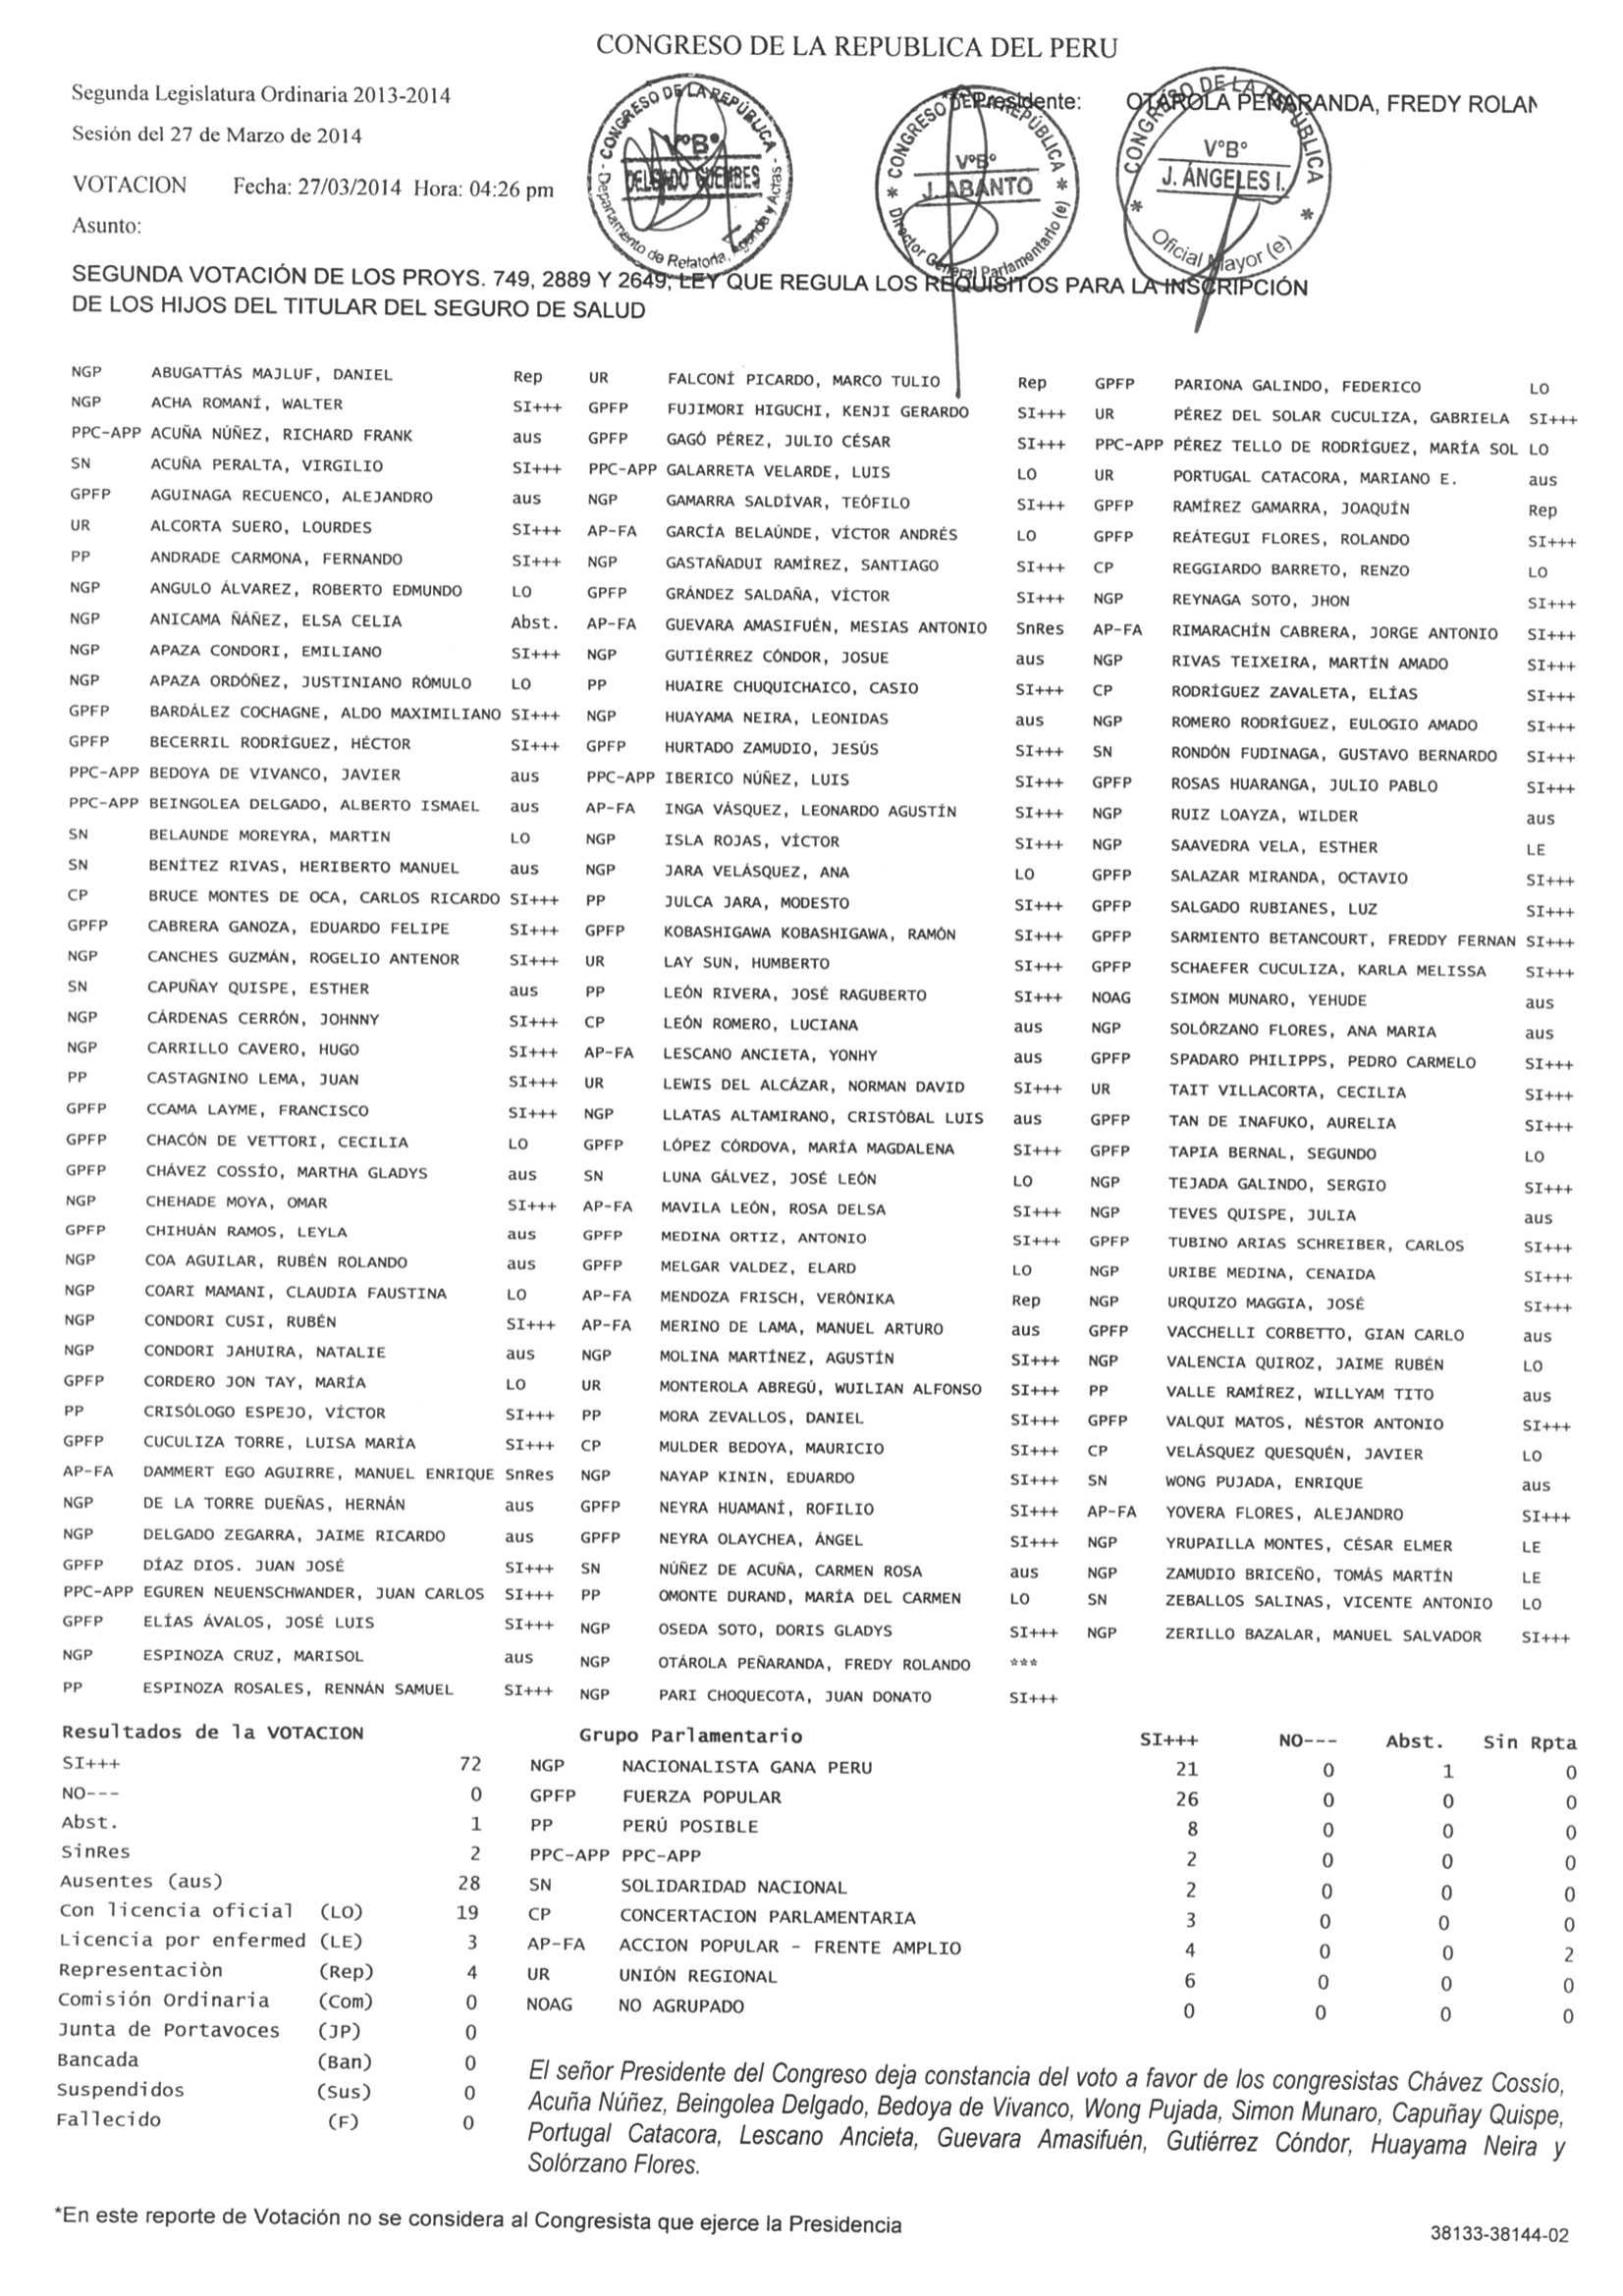 CONGRESO DE LA REPUBLICA DEL PERU
Segunda Legislatura Ordinaria 2013-2014
Presidente: OTÁROLA PEÑARANDA, FREDY ROLAN
Sesión del 27 de Marzo de 2014
VOTACION Fecha: 27/03/2014 Hora: 04:26 pm
Asunto:
- CONGRESO DE LA REPÚBLICA -
V°B°
DELGADO GUEMBES
Departamento de Relatoria, Agenda y Actas
* CONGRESO DE LA REPÚBLICA *
V°B°
J. ABANTO
Director General Parlamentario (e)
* CONGRESO DE LA REPÚBLICA *
V°B°
J. ÁNGELES I.
Oficial Mayor (e)
SEGUNDA VOTACIÓN DE LOS PROYS. 749, 2889 Y 2649, LEY QUE REGULA LOS REQUISITOS PARA LA INSCRIPCIÓN
DE LOS HIJOS DEL TITULAR DEL SEGURO DE SALUD
NGP ABUGATTÁS MAJLUF, DANIEL Rep UR FALCONÍ PICARDO, MARCO TULIO Rep GPFP PARIONA GALINDO, FEDERICO LO
NGP ACHA ROMANÍ, WALTER SI+++ GPFP FUJIMORI HIGUCHI, KENJI GERARDO SI+++ UR PÉREZ DEL SOLAR CUCULIZA, GABRIELA SI+++
PPC-APP ACUÑA NÚÑEZ, RICHARD FRANK aus GPFP GAGÓ PÉREZ, JULIO CÉSAR SI+++ PPC-APP PÉREZ TELLO DE RODRÍGUEZ, MARÍA SOL LO
SN ACUÑA PERALTA, VIRGILIO SI+++ PPC-APP GALARRETA VELARDE, LUIS LO UR PORTUGAL CATACORA, MARIANO E. aus
GPFP AGUINAGA RECUENCO, ALEJANDRO aus NGP GAMARRA SALDÍVAR, TEÓFILO SI+++ GPFP RAMÍREZ GAMARRA, JOAQUÍN Rep
UR ALCORTA SUERO, LOURDES SI+++ AP-FA GARCÍA BELAÚNDE, VÍCTOR ANDRÉS LO GPFP REÁTEGUI FLORES, ROLANDO SI+++
PP ANDRADE CARMONA, FERNANDO SI+++ NGP GASTAÑADUI RAMÍREZ, SANTIAGO SI+++ CP REGGIARDO BARRETO, RENZO LO
NGP ANGULO ÁLVAREZ, ROBERTO EDMUNDO LO GPFP GRÁNDEZ SALDAÑA, VÍCTOR SI+++ NGP REYNAGA SOTO, JHON SI+++
NGP ANICAMA ÑÁÑEZ, ELSA CELIA Abst. AP-FA GUEVARA AMASIFUÉN, MESIAS ANTONIO SnRes AP-FA RIMARACHÍN CABRERA, JORGE ANTONIO SI+++
NGP APAZA CONDORI, EMILIANO SI+++ NGP GUTIÉRREZ CÓNDOR, JOSUE aus NGP RIVAS TEIXEIRA, MARTÍN AMADO SI+++
NGP APAZA ORDÓÑEZ, JUSTINIANO RÓMULO LO PP HUAIRE CHUQUICHAICO, CASIO SI+++ CP RODRÍGUEZ ZAVALETA, ELÍAS SI+++
GPFP BARDÁLEZ COCHAGNE, ALDO MAXIMILIANO SI+++ NGP HUAYAMA NEIRA, LEONIDAS aus NGP ROMERO RODRÍGUEZ, EULOGIO AMADO SI+++
GPFP BECERRIL RODRÍGUEZ, HÉCTOR SI+++ GPFP HURTADO ZAMUDIO, JESÚS SI+++ SN RONDÓN FUDINAGA, GUSTAVO BERNARDO SI+++
PPC-APP BEDOYA DE VIVANCO, JAVIER aus PPC-APP IBERICO NÚÑEZ, LUIS SI+++ GPFP ROSAS HUARANGA, JULIO PABLO SI+++
PPC-APP BEINGOLEA DELGADO, ALBERTO ISMAEL aus AP-FA INGA VÁSQUEZ, LEONARDO AGUSTÍN SI+++ NGP RUIZ LOAYZA, WILDER aus
SN BELAUNDE MOREYRA, MARTIN LO NGP ISLA ROJAS, VÍCTOR SI+++ NGP SAAVEDRA VELA, ESTHER LE
SN BENÍTEZ RIVAS, HERIBERTO MANUEL aus NGP JARA VELÁSQUEZ, ANA LO GPFP SALAZAR MIRANDA, OCTAVIO SI+++
CP BRUCE MONTES DE OCA, CARLOS RICARDO SI+++ PP JULCA JARA, MODESTO SI+++ GPFP SALGADO RUBIANES, LUZ SI+++
GPFP CABRERA GANOZA, EDUARDO FELIPE SI+++ GPFP KOBASHIGAWA KOBASHIGAWA, RAMÓN SI+++ GPFP SARMIENTO BETANCOURT, FREDDY FERNAN SI+++
NGP CANCHES GUZMÁN, ROGELIO ANTENOR SI+++ UR LAY SUN, HUMBERTO SI+++ GPFP SCHAEFER CUCULIZA, KARLA MELISSA SI+++
SN CAPUÑAY QUISPE, ESTHER aus PP LEÓN RIVERA, JOSÉ RAGUBERTO SI+++ NOAG SIMON MUNARO, YEHUDE aus
NGP CÁRDENAS CERRÓN, JOHNNY SI+++ CP LEÓN ROMERO, LUCIANA aus NGP SOLÓRZANO FLORES, ANA MARIA aus
NGP CARRILLO CAVERO, HUGO SI+++ AP-FA LESCANO ANCIETA, YONHY aus GPFP SPADARO PHILIPPS, PEDRO CARMELO SI+++
PP CASTAGNINO LEMA, JUAN SI+++ UR LEWIS DEL ALCÁZAR, NORMAN DAVID SI+++ UR TAIT VILLACORTA, CECILIA SI+++
GPFP CCAMA LAYME, FRANCISCO SI+++ NGP LLATAS ALTAMIRANO, CRISTÓBAL LUIS aus GPFP TAN DE INAFUKO, AURELIA SI+++
GPFP CHACÓN DE VETTORI, CECILIA LO GPFP LÓPEZ CÓRDOVA, MARÍA MAGDALENA SI+++ GPFP TAPIA BERNAL, SEGUNDO LO
GPFP CHÁVEZ COSSÍO, MARTHA GLADYS aus SN LUNA GÁLVEZ, JOSÉ LEÓN LO NGP TEJADA GALINDO, SERGIO SI+++
NGP CHEHADE MOYA, OMAR SI+++ AP-FA MAVILA LEÓN, ROSA DELSA SI+++ NGP TEVES QUISPE, JULIA aus
GPFP CHIHUÁN RAMOS, LEYLA aus GPFP MEDINA ORTIZ, ANTONIO SI+++ GPFP TUBINO ARIAS SCHREIBER, CARLOS SI+++
NGP COA AGUILAR, RUBÉN ROLANDO aus GPFP MELGAR VALDEZ, ELARD LO NGP URIBE MEDINA, CENAIDA SI+++
NGP COARI MAMANI, CLAUDIA FAUSTINA LO AP-FA MENDOZA FRISCH, VERÓNIKA Rep NGP URQUIZO MAGGIA, JOSÉ SI+++
NGP CONDORI CUSI, RUBÉN SI+++ AP-FA MERINO DE LAMA, MANUEL ARTURO aus GPFP VACCHELLI CORBETTO, GIAN CARLO aus
NGP CONDORI JAHUIRA, NATALIE aus NGP MOLINA MARTÍNEZ, AGUSTÍN SI+++ NGP VALENCIA QUIROZ, JAIME RUBÉN LO
GPFP CORDERO JON TAY, MARÍA LO UR MONTEROLA ABREGÚ, WUILIAN ALFONSO SI+++ PP VALLE RAMÍREZ, WILLYAM TITO aus
PP CRISÓLOGO ESPEJO, VÍCTOR SI+++ PP MORA ZEVALLOS, DANIEL SI+++ GPFP VALQUI MATOS, NÉSTOR ANTONIO SI+++
GPFP CUCULIZA TORRE, LUISA MARÍA SI+++ CP MULDER BEDOYA, MAURICIO SI+++ CP VELÁSQUEZ QUESQUÉN, JAVIER LO
AP-FA DAMMERT EGO AGUIRRE, MANUEL ENRIQUE SnRes NGP NAYAP KININ, EDUARDO SI+++ SN WONG PUJADA, ENRIQUE aus
NGP DE LA TORRE DUEÑAS, HERNÁN aus GPFP NEYRA HUAMANÍ, ROFILIO SI+++ AP-FA YOVERA FLORES, ALEJANDRO SI+++
NGP DELGADO ZEGARRA, JAIME RICARDO aus GPFP NEYRA OLAYCHEA, ÁNGEL SI+++ NGP YRUPAILLA MONTES, CÉSAR ELMER LE
GPFP DÍAZ DIOS. JUAN JOSÉ SI+++ SN NÚÑEZ DE ACUÑA, CARMEN ROSA aus NGP ZAMUDIO BRICEÑO, TOMÁS MARTÍN LE
PPC-APP EGUREN NEUENSCHWANDER, JUAN CARLOS SI+++ PP OMONTE DURAND, MARÍA DEL CARMEN LO SN ZEBALLOS SALINAS, VICENTE ANTONIO LO
GPFP ELÍAS ÁVALOS, JOSÉ LUIS SI+++ NGP OSEDA SOTO, DORIS GLADYS SI+++ NGP ZERILLO BAZALAR, MANUEL SALVADOR SI+++
NGP ESPINOZA CRUZ, MARISOL aus NGP OTÁROLA PEÑARANDA, FREDY ROLANDO ***
PP ESPINOZA ROSALES, RENNÁN SAMUEL SI+++ NGP PARI CHOQUECOTA, JUAN DONATO SI+++
Resultados de la VOTACION Grupo Parlamentario SI+++ NO--- Abst. Sin Rpta
SI+++ 72 NGP NACIONALISTA GANA PERU 21 0 1 0
NO--- 0 GPFP FUERZA POPULAR 26 0 0 0
Abst. 1 PP PERÚ POSIBLE 8 0 0 0
SinRes 2 PPC-APP PPC-APP 2 0 0 0
Ausentes (aus) 28 SN SOLIDARIDAD NACIONAL 2 0 0 0
Con licencia oficial (LO) 19 CP CONCERTACION PARLAMENTARIA 3 0 0 0
Licencia por enfermed (LE) 3 AP-FA ACCION POPULAR - FRENTE AMPLIO 4 0 0 2
Representaciòn (Rep) 4 UR UNIÓN REGIONAL 6 0 0 0
Comisión Ordinaria (Com) 0 NOAG NO AGRUPADO 0 0 0 0
Junta de Portavoces (JP) 0
Bancada (Ban) 0
Suspendidos (Sus) 0
Fallecido (F) 0
El señor Presidente del Congreso deja constancia del voto a favor de los congresistas Chávez Cossío,
Acuña Núñez, Beingolea Delgado, Bedoya de Vivanco, Wong Pujada, Simon Munaro, Capuñay Quispe,
Portugal Catacora, Lescano Ancieta, Guevara Amasifuén, Gutiérrez Cóndor, Huayama Neira y
Solórzano Flores.
*En este reporte de Votación no se considera al Congresista que ejerce la Presidencia
38133-38144-02